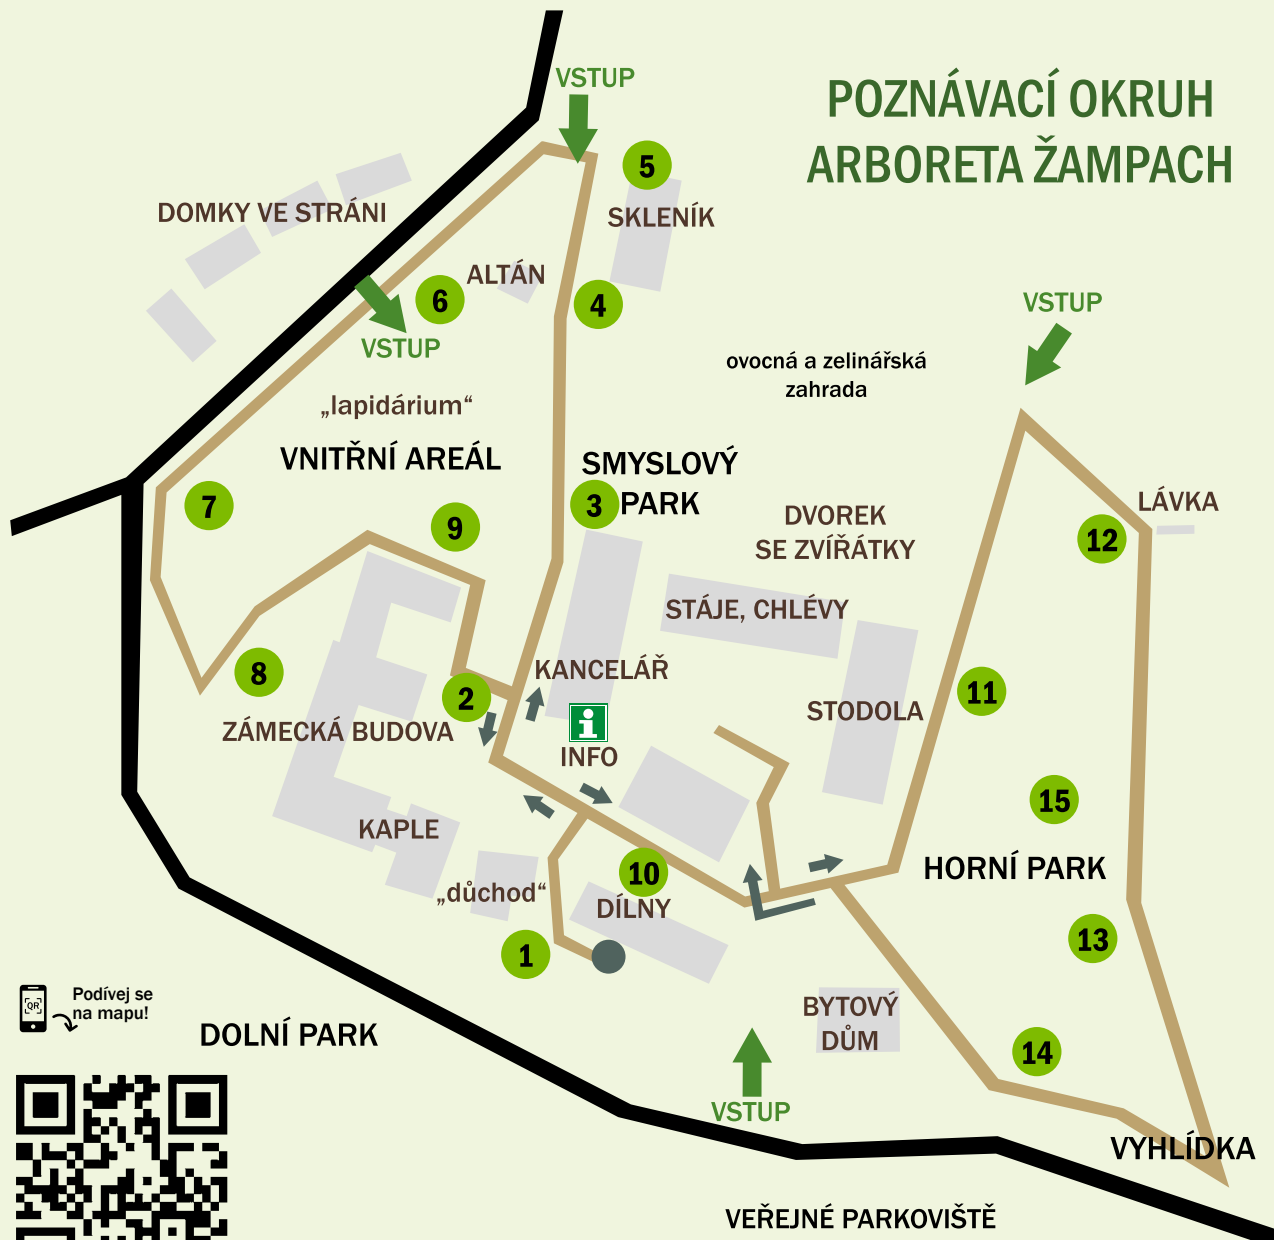 POZNÁVACÍ OKRUH
ARBORETA ŽAMPACH
VSTUP
5
SKLENÍK
DOMKY VE STRÁNI
ALTÁN
6
4
VSTUP
VSTUP
ovocná a zelinářská
zahrada
„lapidárium“
VNITŘNÍ AREÁL
SMYSLOVÝ
PARK
3
7
9
DVOREK
SE ZVÍŘÁTKY
LÁVKA
12
STÁJE, CHLÉVY
8
2
KANCELÁŘ
11
ZÁMECKÁ BUDOVA
i
INFO
STODOLA
15
KAPLE
HORNÍ PARK
10
„důchod“
DÍLNY
1
13
Podívej se
na mapu!
QR
DOLNÍ PARK
BYTOVÝ
DŮM
14
VSTUP
VYHLÍDKA
VEŘEJNÉ PARKOVIŠTĚ